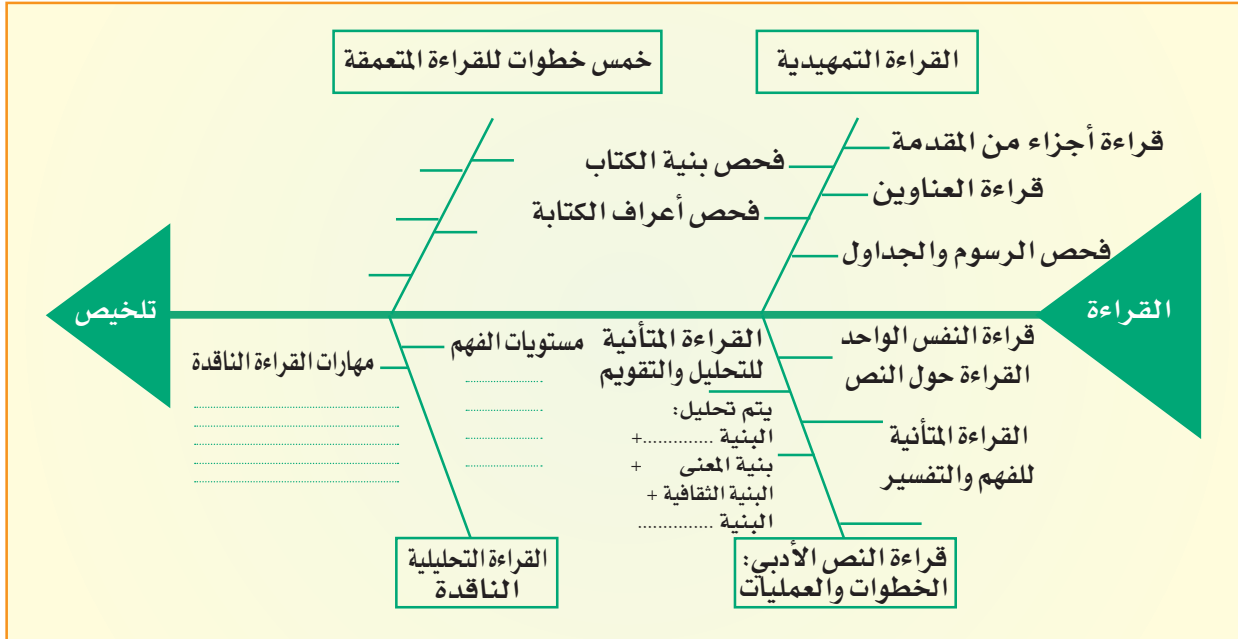 القراءة التمهيدية
خمس خطوات للقراءة المتعمقة
قراءة أجزاء من المقدمة
فحص بنية الكتاب
قراءة العناوين
فحص أعراف الكتابة
فحص الرسوم والجداول
القراءة
تلخيص
قراءة النفس الواحد
القراءة حول النص
القراءة المتأنية
للفهم والتفسير
القراءة المتأنية
للتحليل والتقويم
يتم تحليل:
البنية ..............+
بنية المعنى +
البنية الثقافية +
البنية ...............
مستويات الفهم
مهارات القراءة الناقدة
قراءة النص الأدبي:
الخطوات والعمليات
القراءة التحليلية
الناقدة